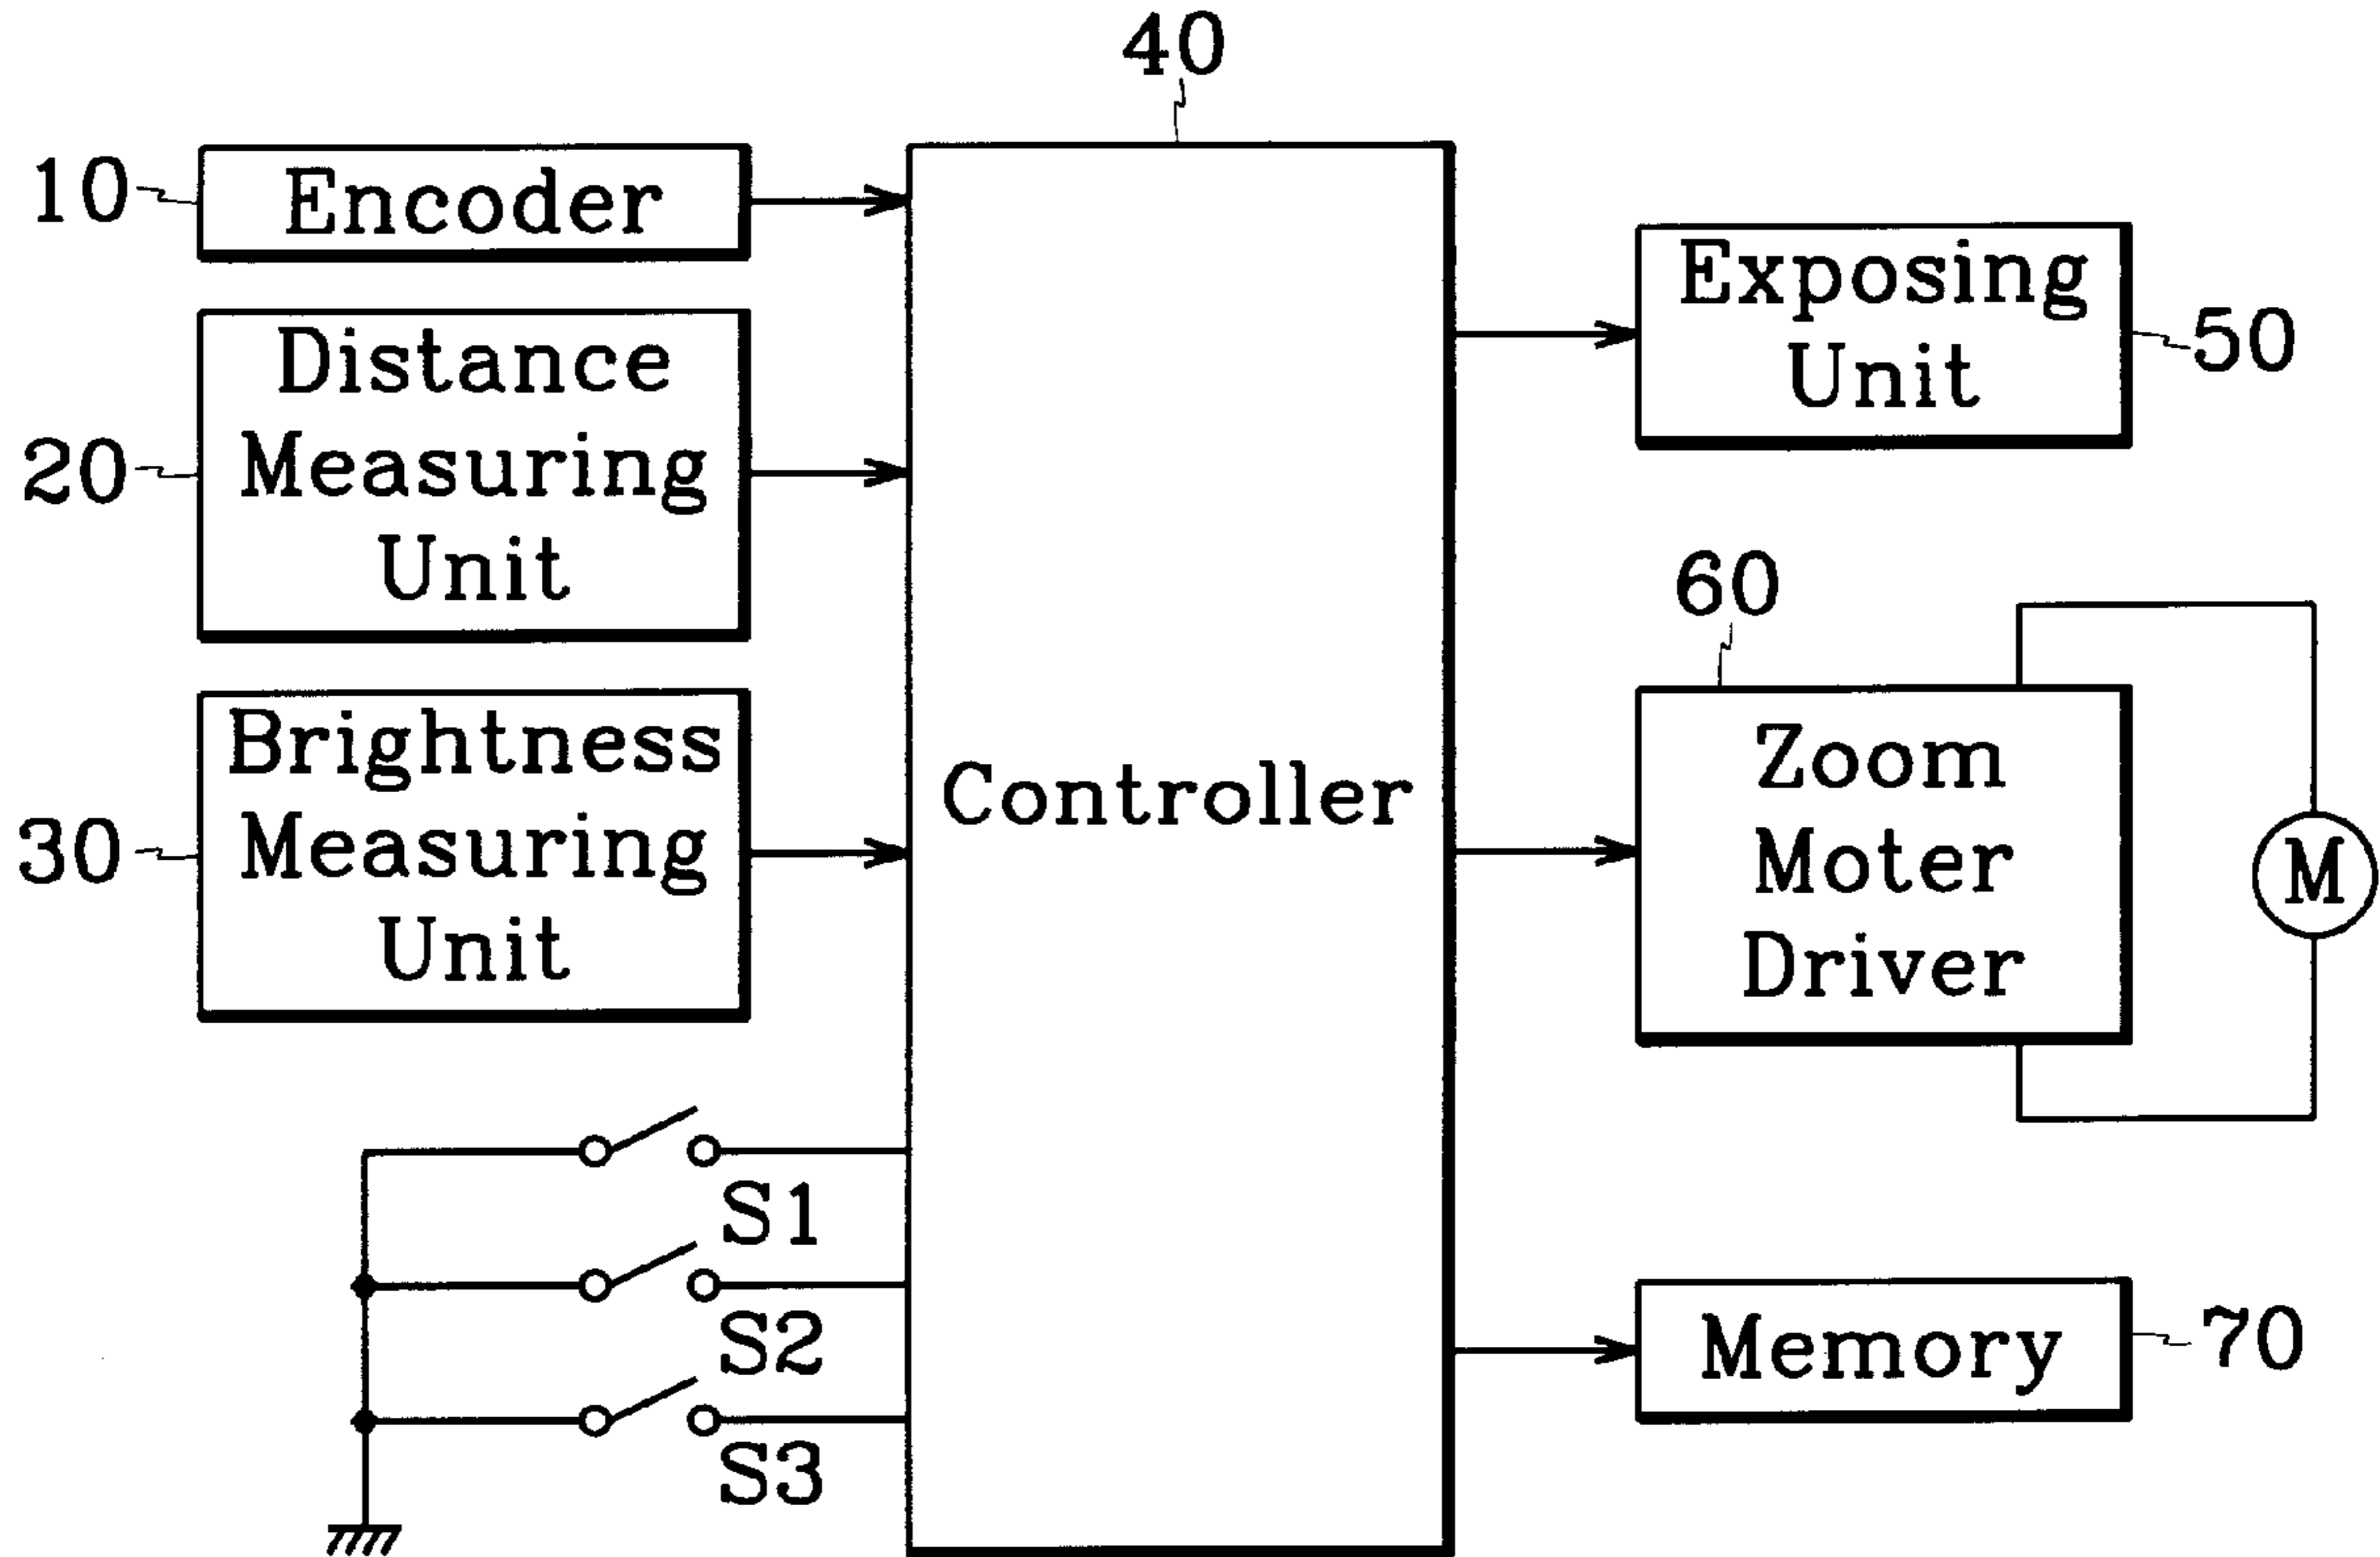 40
10
Encoder
20
Distance
Measuring
Unit
30
Brightness
Measuring
Unit
S1
S2
S3
Controller
Exposing
Unit
50
60
Zoom
Moter
Driver
M
Memory
70